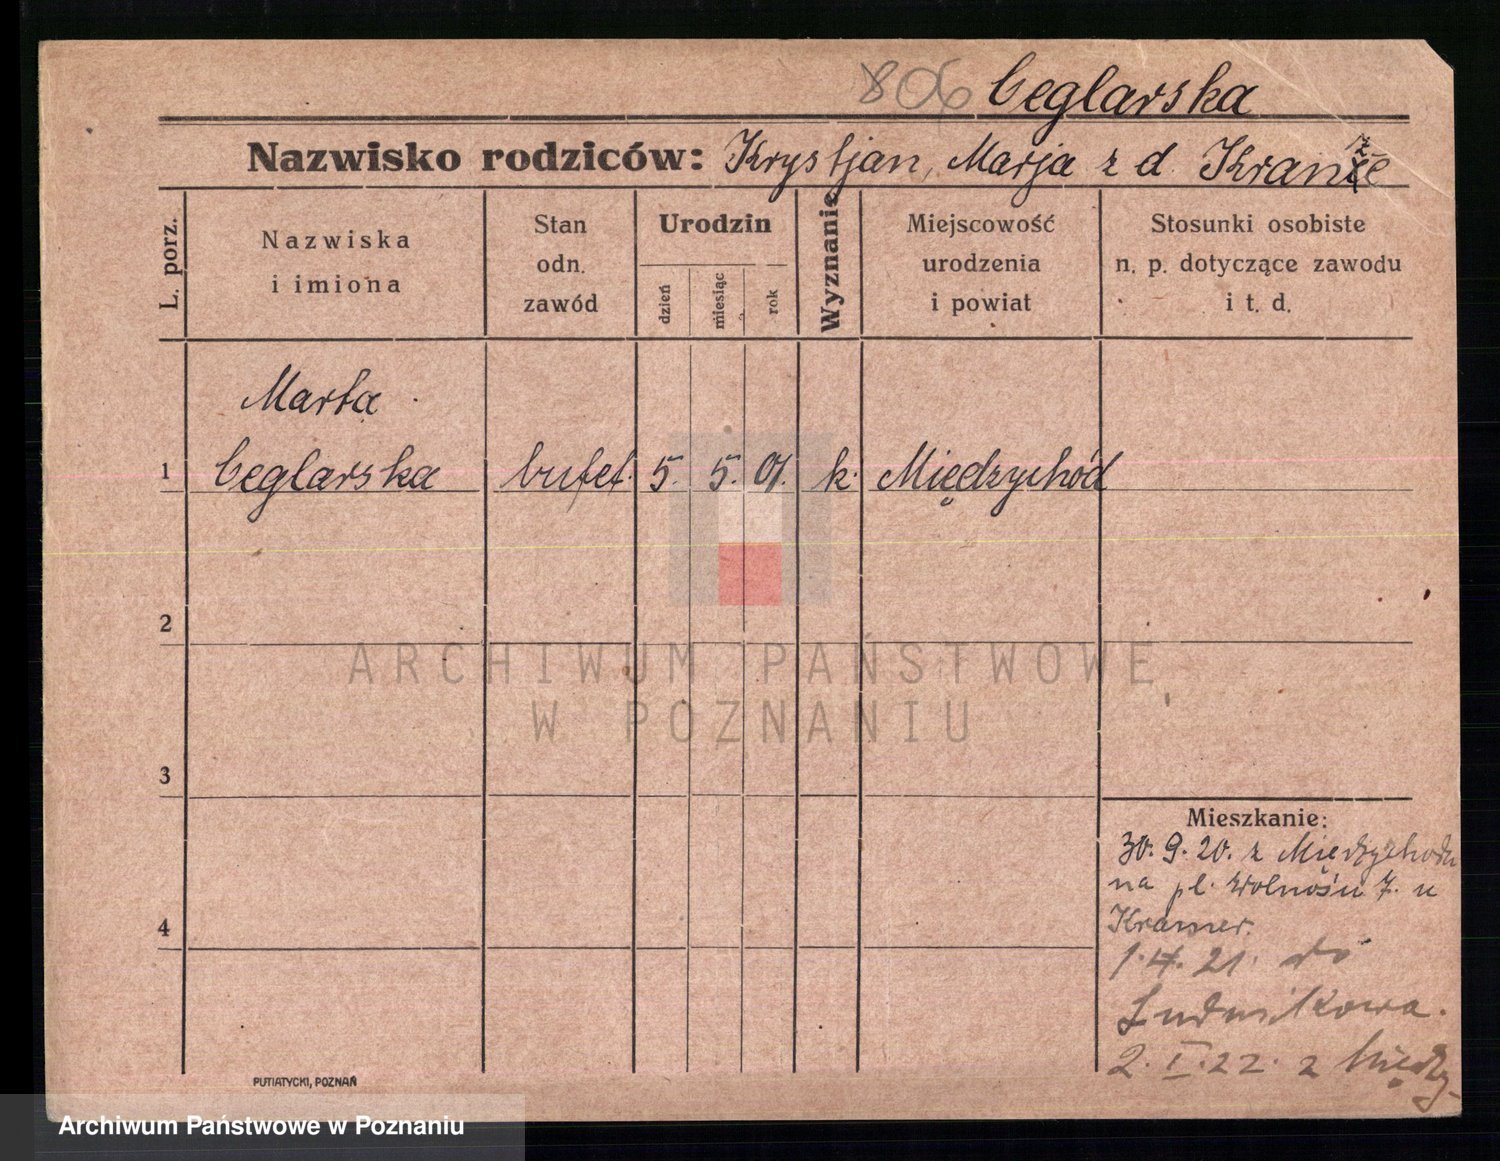 806 Ceglarska
Nazwisko rodziców: Krystjan, Marja z d. Kranze
L. porz.
Nazwiska
i imiona
Stan
odn.
zawód
Urodzin
dzień
miesiąc
rok
Wyznanie
Miejscowość
urodzenia
i powiat
Stosunki osobiste
n. p. dotyczące zawodu
i t. d.
Marta
1 Ceglarska bufet. 5. 5. 01. k. Międzychód
2
ARCHIWUM PAŃSTWOWE
W POZNANIU
3
Mieszkanie:
30. 9. 20. z Międzychodu
na pl. Wolności 7. u
4 Kramer.
1. 4. 21. do
Ludwikowa.
2. I. 22. z Między-
PUTIATYCKI, POZNAŃ
Archiwum Państwowe w Poznaniu